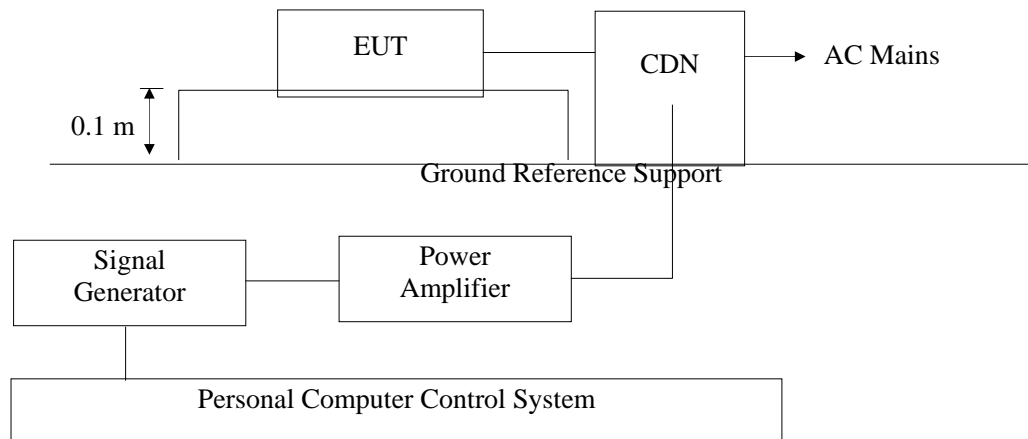 EUT
CDN
AC Mains
0.1 m
Ground Reference Support
Signal
Generator
Power
Amplifier
Personal Computer Control System